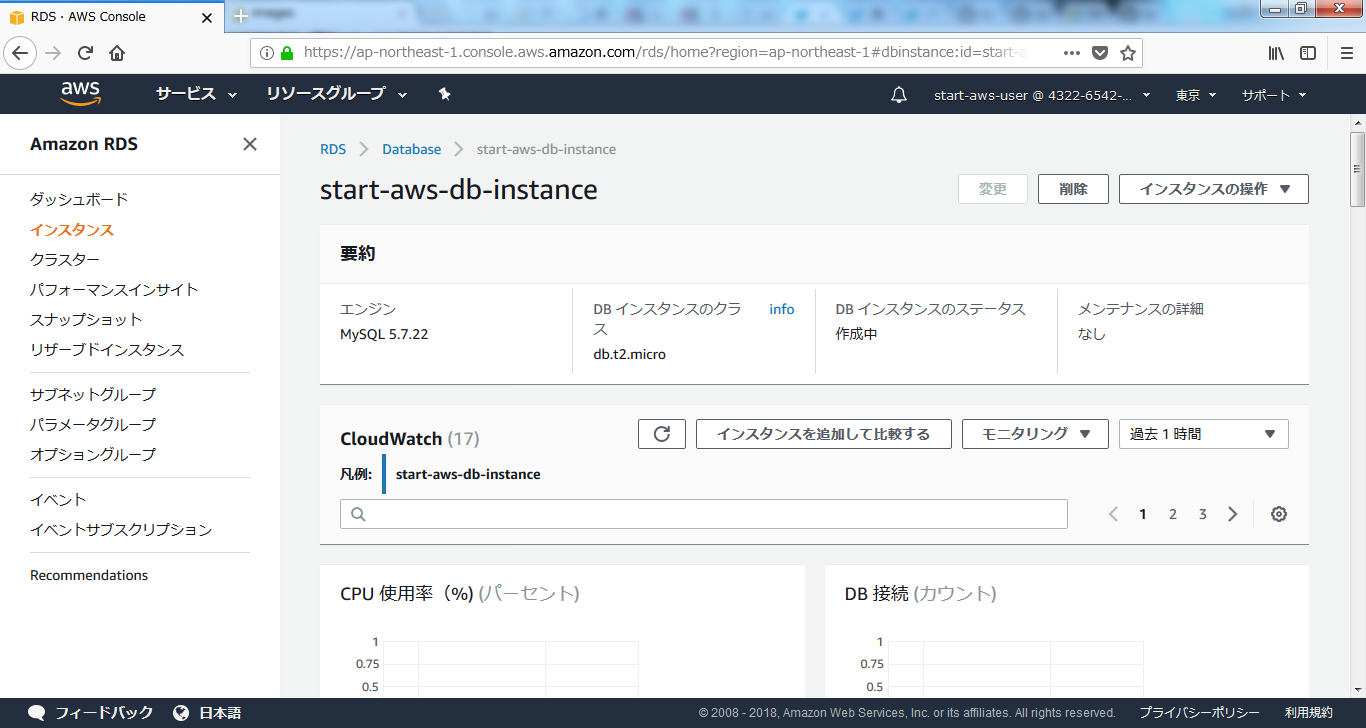 RDS · AWS Console
images
https://ap-northeast-1.console.aws.amazon.com/rds/home?region=ap-northeast-1#dbinstance:id=start-a
aws
サービス
リソースグループ
start-aws-user @ 4322-6542-...
東京
サポート
Amazon RDS
ダッシュボード
インスタンス
クラスター
パフォーマンスインサイト
スナップショット
リザーブドインスタンス
サブネットグループ
パラメータグループ
オプショングループ
イベント
イベントサブスクリプション
Recommendations
RDS
Database
start-aws-db-instance
start-aws-db-instance
変更
削除
インスタンスの操作
要約
エンジン
MySQL 5.7.22
DB インスタンスのクラ
ス
info
db.t2.micro
DB インスタンスのステータス
作成中
メンテナンスの詳細
なし
CloudWatch (17)
インスタンスを追加して比較する
モニタリング
過去 1 時間
凡例:
start-aws-db-instance
1 2 3
CPU 使用率（%) (パーセント)
1
0.75
0.5
DB 接続 (カウント)
1
0.75
0.5
フィードバック
日本語
© 2008 - 2018, Amazon Web Services, Inc. or its affiliates. All rights reserved.
プライバシーポリシー
利用規約